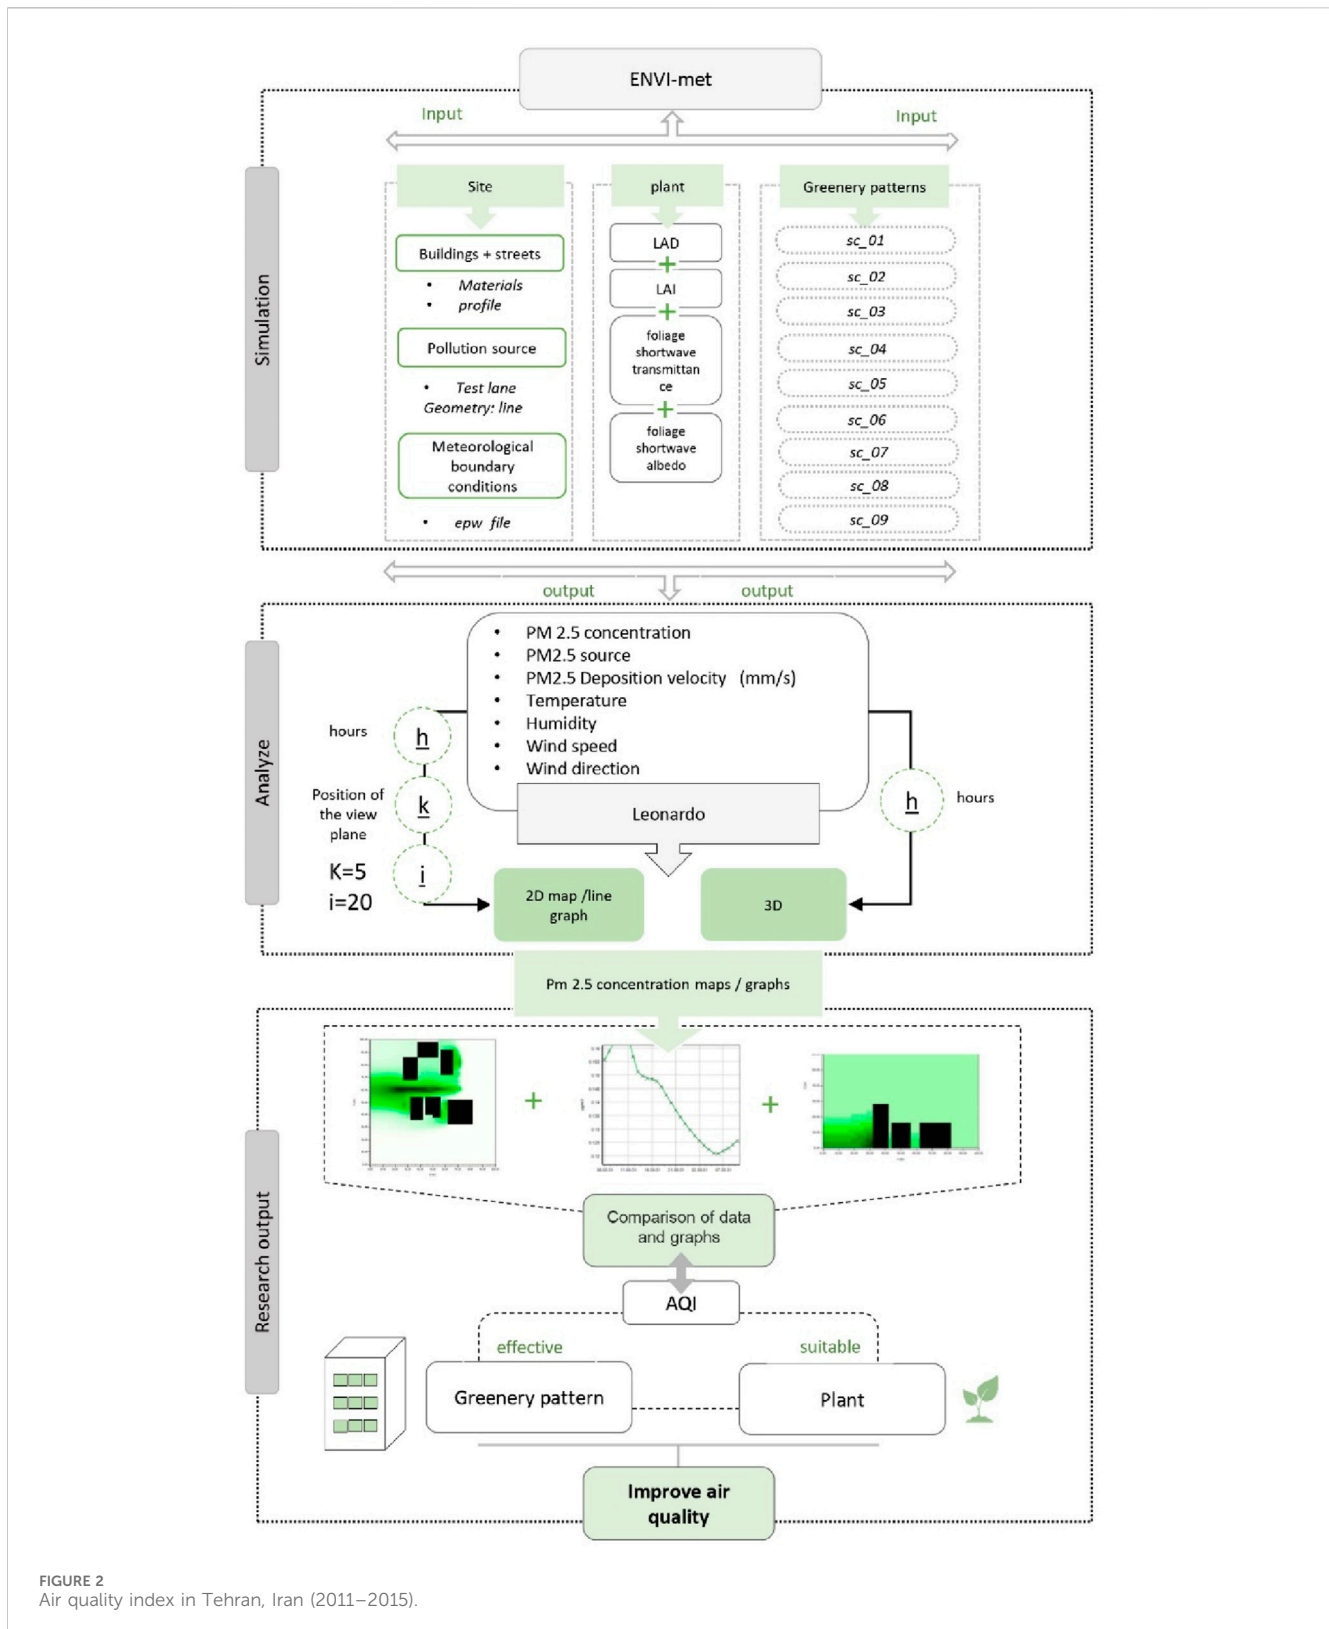 ENVI-met
Input
Input
Simulation
Site
Buildings + streets
• Materials
• profile
Pollution source
• Test lane
Geometry: line
Meteorological
boundary
conditions
• epw file
plant
LAD
+
LAI
+
foliage
shortwave
transmittan
ce
+
foliage
shortwave
albedo
Greenery patterns
sc_01
sc_02
sc_03
sc_04
sc_05
sc_06
sc_07
sc_08
sc_09
output
output
Analyze
• PM 2.5 concentration
• PM2.5 source
• PM2.5 Deposition velocity (mm/s)
• Temperature
• Humidity
• Wind speed
• Wind direction
Leonardo
hours
h
Position of
the view
plane
k
K=5
i
i=20
h
hours
2D map /line
graph
3D
Pm 2.5 concentration maps / graphs
Research output
+
+
Comparison of data
and graphs
AQI
effective
suitable
Greenery pattern
Plant
Improve air
quality
FIGURE 2
Air quality index in Tehran, Iran (2011–2015).